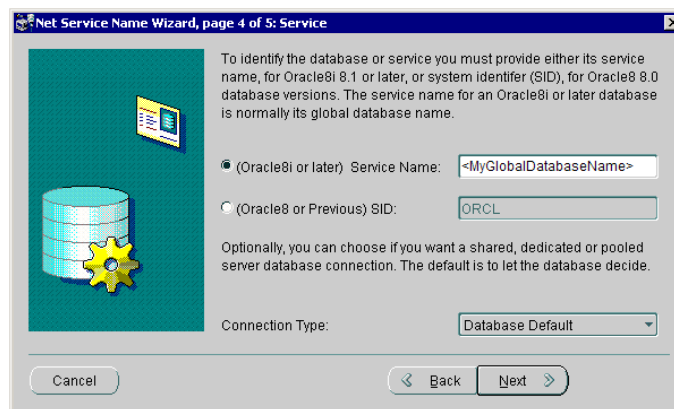 Net Service Name Wizard, page 4 of 5: Service
To identify the database or service you must provide either its service
name, for Oracle8i 8.1 or later, or system identifer (SID), for Oracle8 8.0
database versions. The service name for an Oracle8i or later database
is normally its global database name.
(Oracle8i or later) Service Name: <MyGlobalDatabaseName>
(Oracle8 or Previous) SID: ORCL
Optionally, you can choose if you want a shared, dedicated or pooled
server database connection. The default is to let the database decide.
Connection Type: Database Default
Cancel Back Next